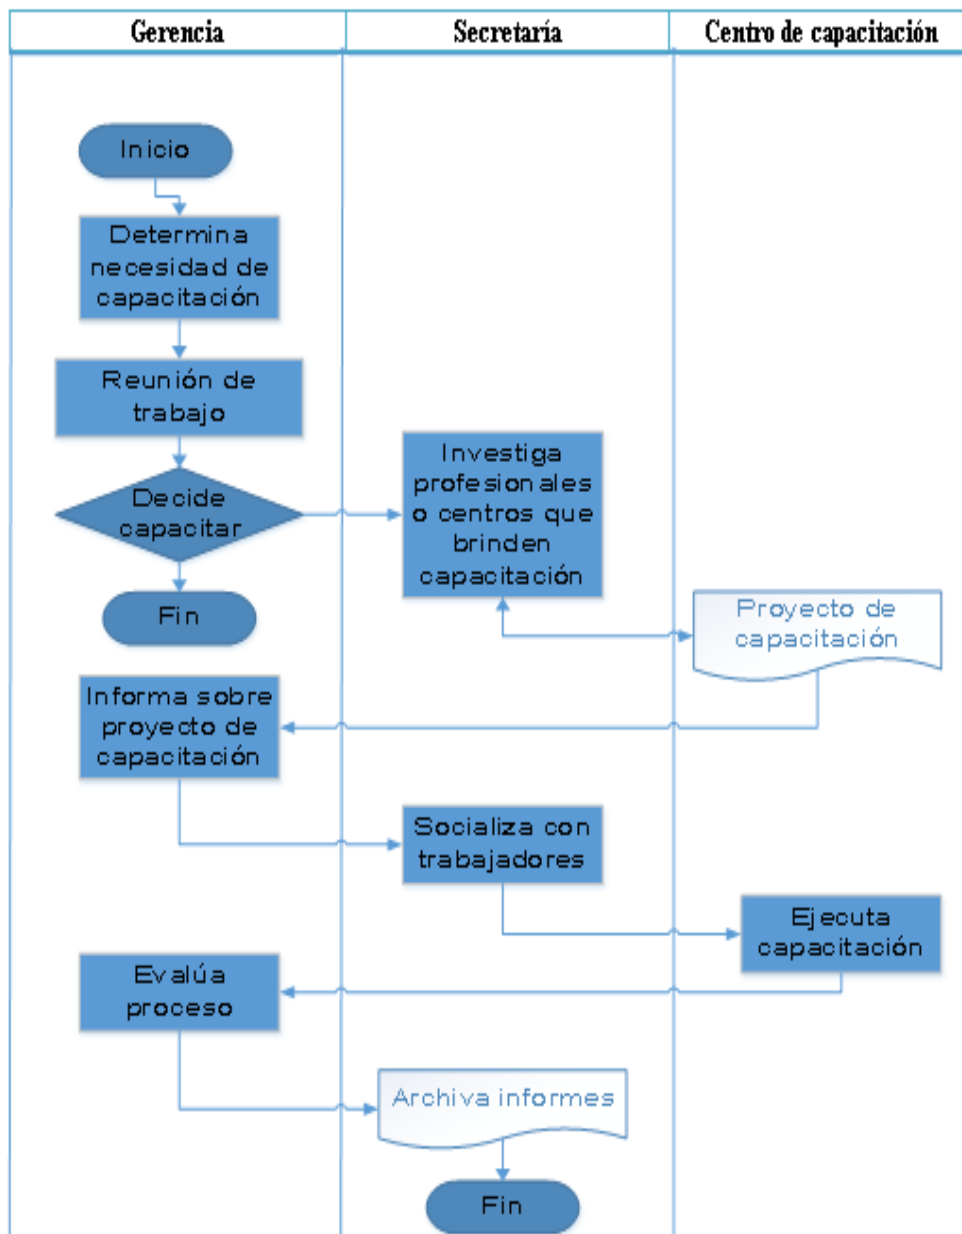 Gerencia
Secretaría
Centro de capacitación
Inicio
Determina
necesidad de
capacitación
Reunión de
trabajo
Decide
capacitar
Investiga
profesionales
o centros que
brinden
capacitación
Fin
Proyecto de
capacitación
Informa sobre
proyecto de
capacitación
Socializa con
trabajadores
Ejecuta
capacitación
Evalúa
proceso
Archiva informes
Fin